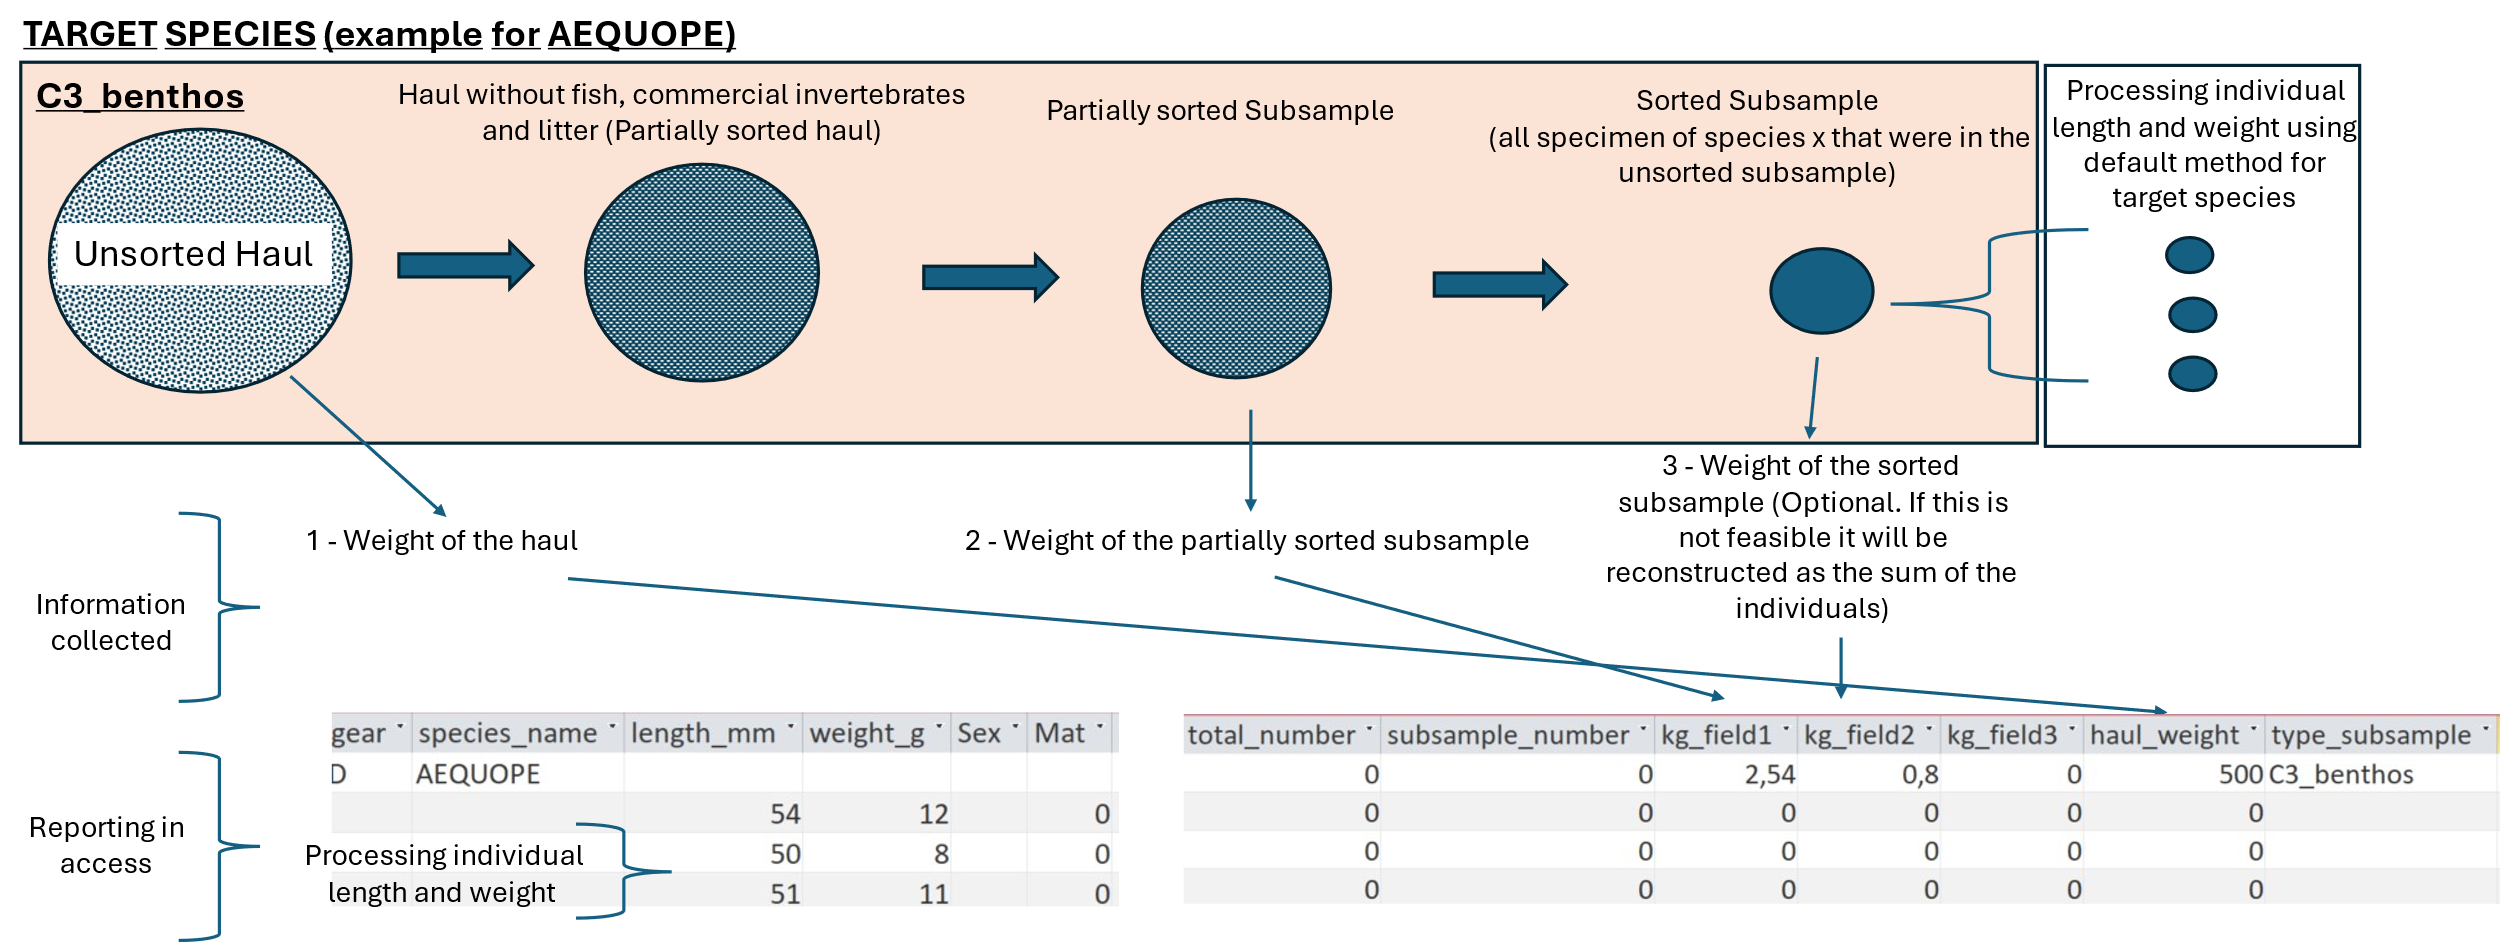 TARGET SPECIES (example for AEQUOPE)
C3_benthos
Unsorted Haul
Haul without fish, commercial invertebrates
and litter (Partially sorted haul)
Partially sorted Subsample
Sorted Subsample
(all specimen of species x that were in the
unsorted subsample)
Processing individual
length and weight using
default method for
target species
Information
collected
1 - Weight of the haul
2 - Weight of the partially sorted subsample
3 - Weight of the sorted
subsample (Optional. If this is
not feasible it will be
reconstructed as the sum of the
individuals)
Reporting in
access
gear species_name length_mm weight_g Sex Mat
D AEQUOPE
54 12 0
50 8 0
51 11 0
Processing individual
length and weight
total_number subsample_number kg_field1 kg_field2 kg_field3 haul_weight type_subsample
0 0 2,54 0,8 0 500 C3_benthos
0 0 0 0 0 0
0 0 0 0 0 0
0 0 0 0 0 0